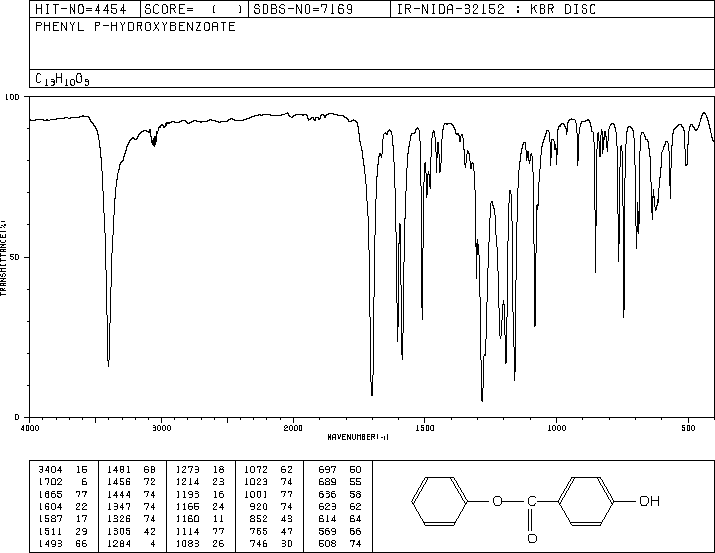 HIT-NO=4454 SCORE= ( ) SDBS-NO=7169 IR-NIDA-32152 : KBR DISC
PHENYL P-HYDROXYBENZOATE
C13H10O3
100
TRANSMITTANCE(%)
50
0
4000 3000 2000 1500 1000 500
WAVENUMBER(-1)
3404 15 1481 68 1273 18 1072 62 697 50
1702 6 1456 72 1214 23 1023 74 689 55
1665 77 1444 74 1193 16 1001 77 636 58
1604 22 1347 74 1166 24 920 74 623 62
1587 17 1326 74 1160 11 852 43 614 64
1511 29 1305 42 1114 77 765 47 569 66
1493 66 1284 4 1083 26 746 30 508 74
O C OH
O